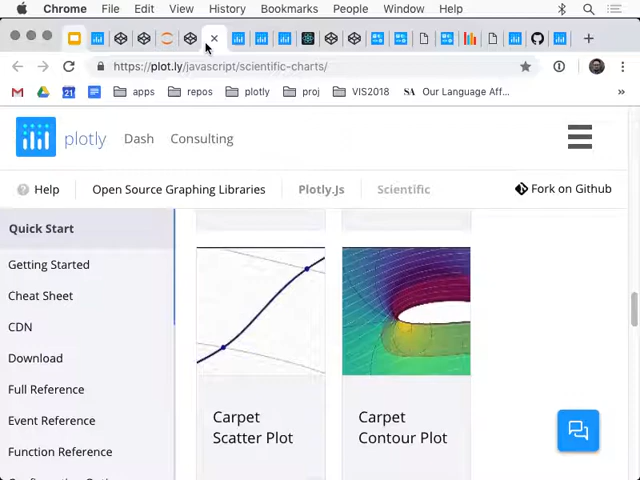 Chrome File Edit View History Bookmarks People Window Help
https://plot.ly/javascript/scientific-charts/
21 apps repos plotly proj VIS2018 SA Our Language Aff... »
plotly Dash Consulting
Help Open Source Graphing Libraries Plotly.Js Scientific Fork on Github
Quick Start
Getting Started
Cheat Sheet
CDN
Download
Full Reference
Event Reference
Function Reference
Carpet
Scatter Plot
Carpet
Contour Plot